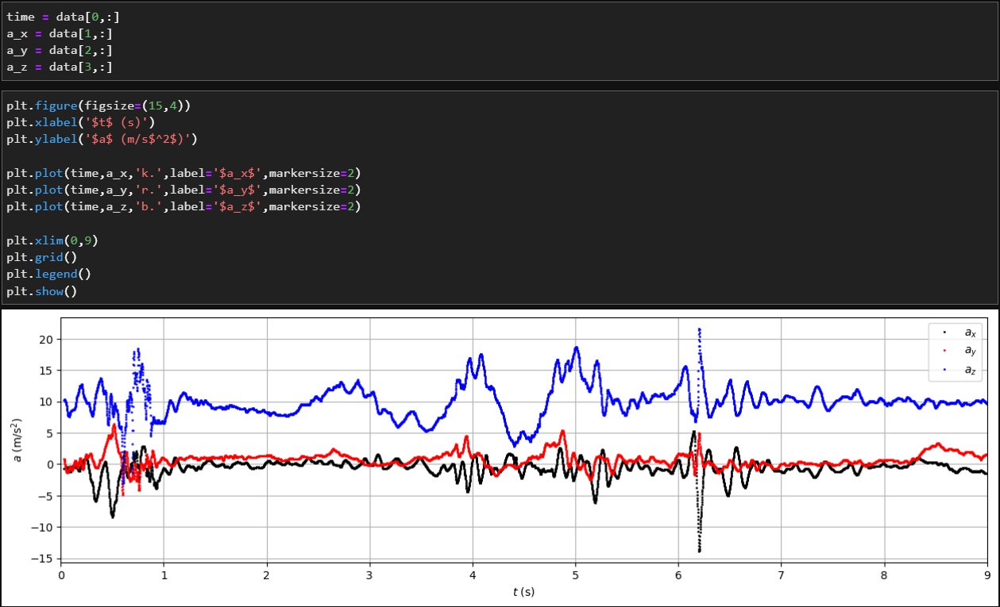 time = data[0,:]
a_x = data[1,:]
a_y = data[2,:]
a_z = data[3,:]
plt.figure(figsize=(15,4))
plt.xlabel('$t$ (s)')
plt.ylabel('$a$ (m/s$^2$)')
plt.plot(time,a_x,'k.',label='$a_x$',markersize=2)
plt.plot(time,a_y,'r.',label='$a_y$',markersize=2)
plt.plot(time,a_z,'b.',label='$a_z$',markersize=2)
plt.xlim(0,9)
plt.grid()
plt.legend()
plt.show()
a (m/s²)
20
15
10
5
0
−5
−10
−15
aₓ
a_y
a_z
0 1 2 3 4 5 6 7 8 9
t (s)